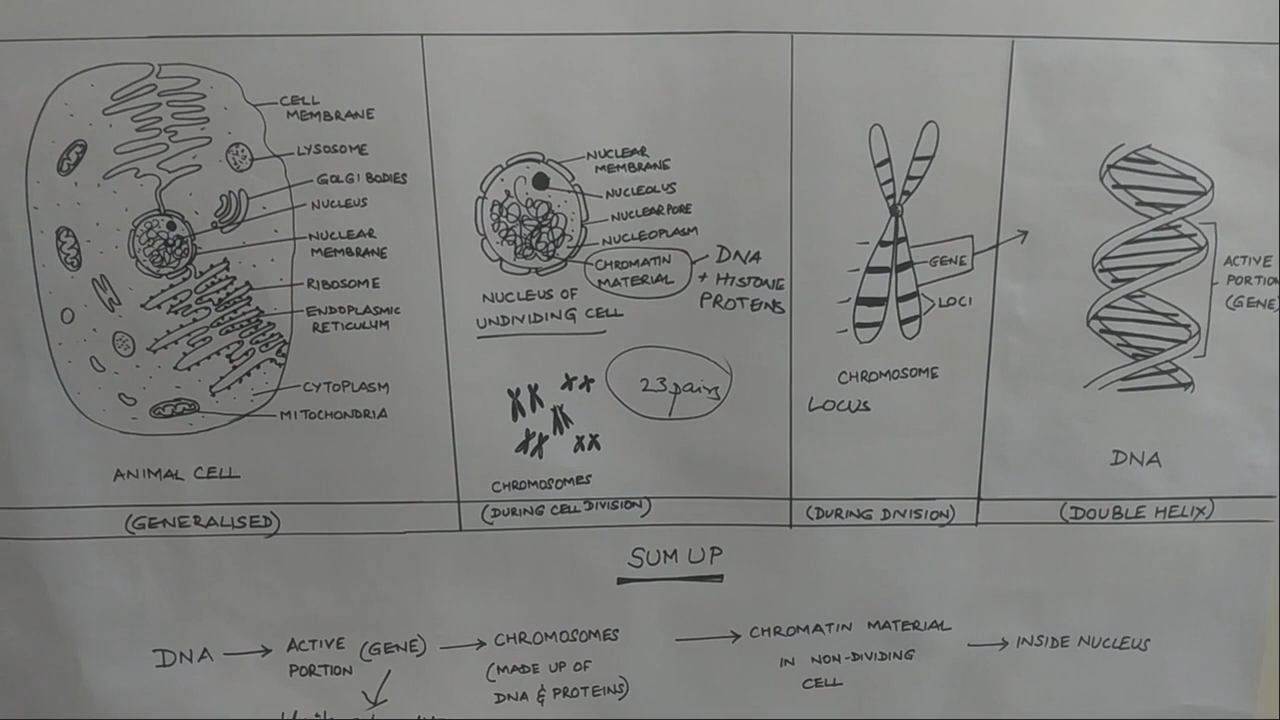 CELL
MEMBRANE
LYSOSOME
GOLGI BODIES
NUCLEUS
NUCLEAR
MEMBRANE
RIBOSOME
ENDOPLASMIC
RETICULUM
CYTOPLASM
MITOCHONDRIA
ANIMAL CELL
(GENERALISED)
NUCLEAR
MEMBRANE
NUCLEOLUS
NUCLEAR PORE
NUCLEOPLASM
CHROMATIN
MATERIAL
DNA
+ HISTONE
PROTEINS
NUCLEUS OF
UNDIVIDING CELL
23 pairs
CHROMOSOMES
(DURING CELL DIVISION)
GENE
LOCI
CHROMOSOME
LOCUS
(DURING DIVISION)
ACTIVE
PORTION
(GENE)
DNA
(DOUBLE HELIX)
SUM UP
DNA → ACTIVE (GENE) → CHROMOSOMES → CHROMATIN MATERIAL → INSIDE NUCLEUS
PORTION (MADE UP OF IN NON-DIVIDING
DNA & PROTEINS) CELL